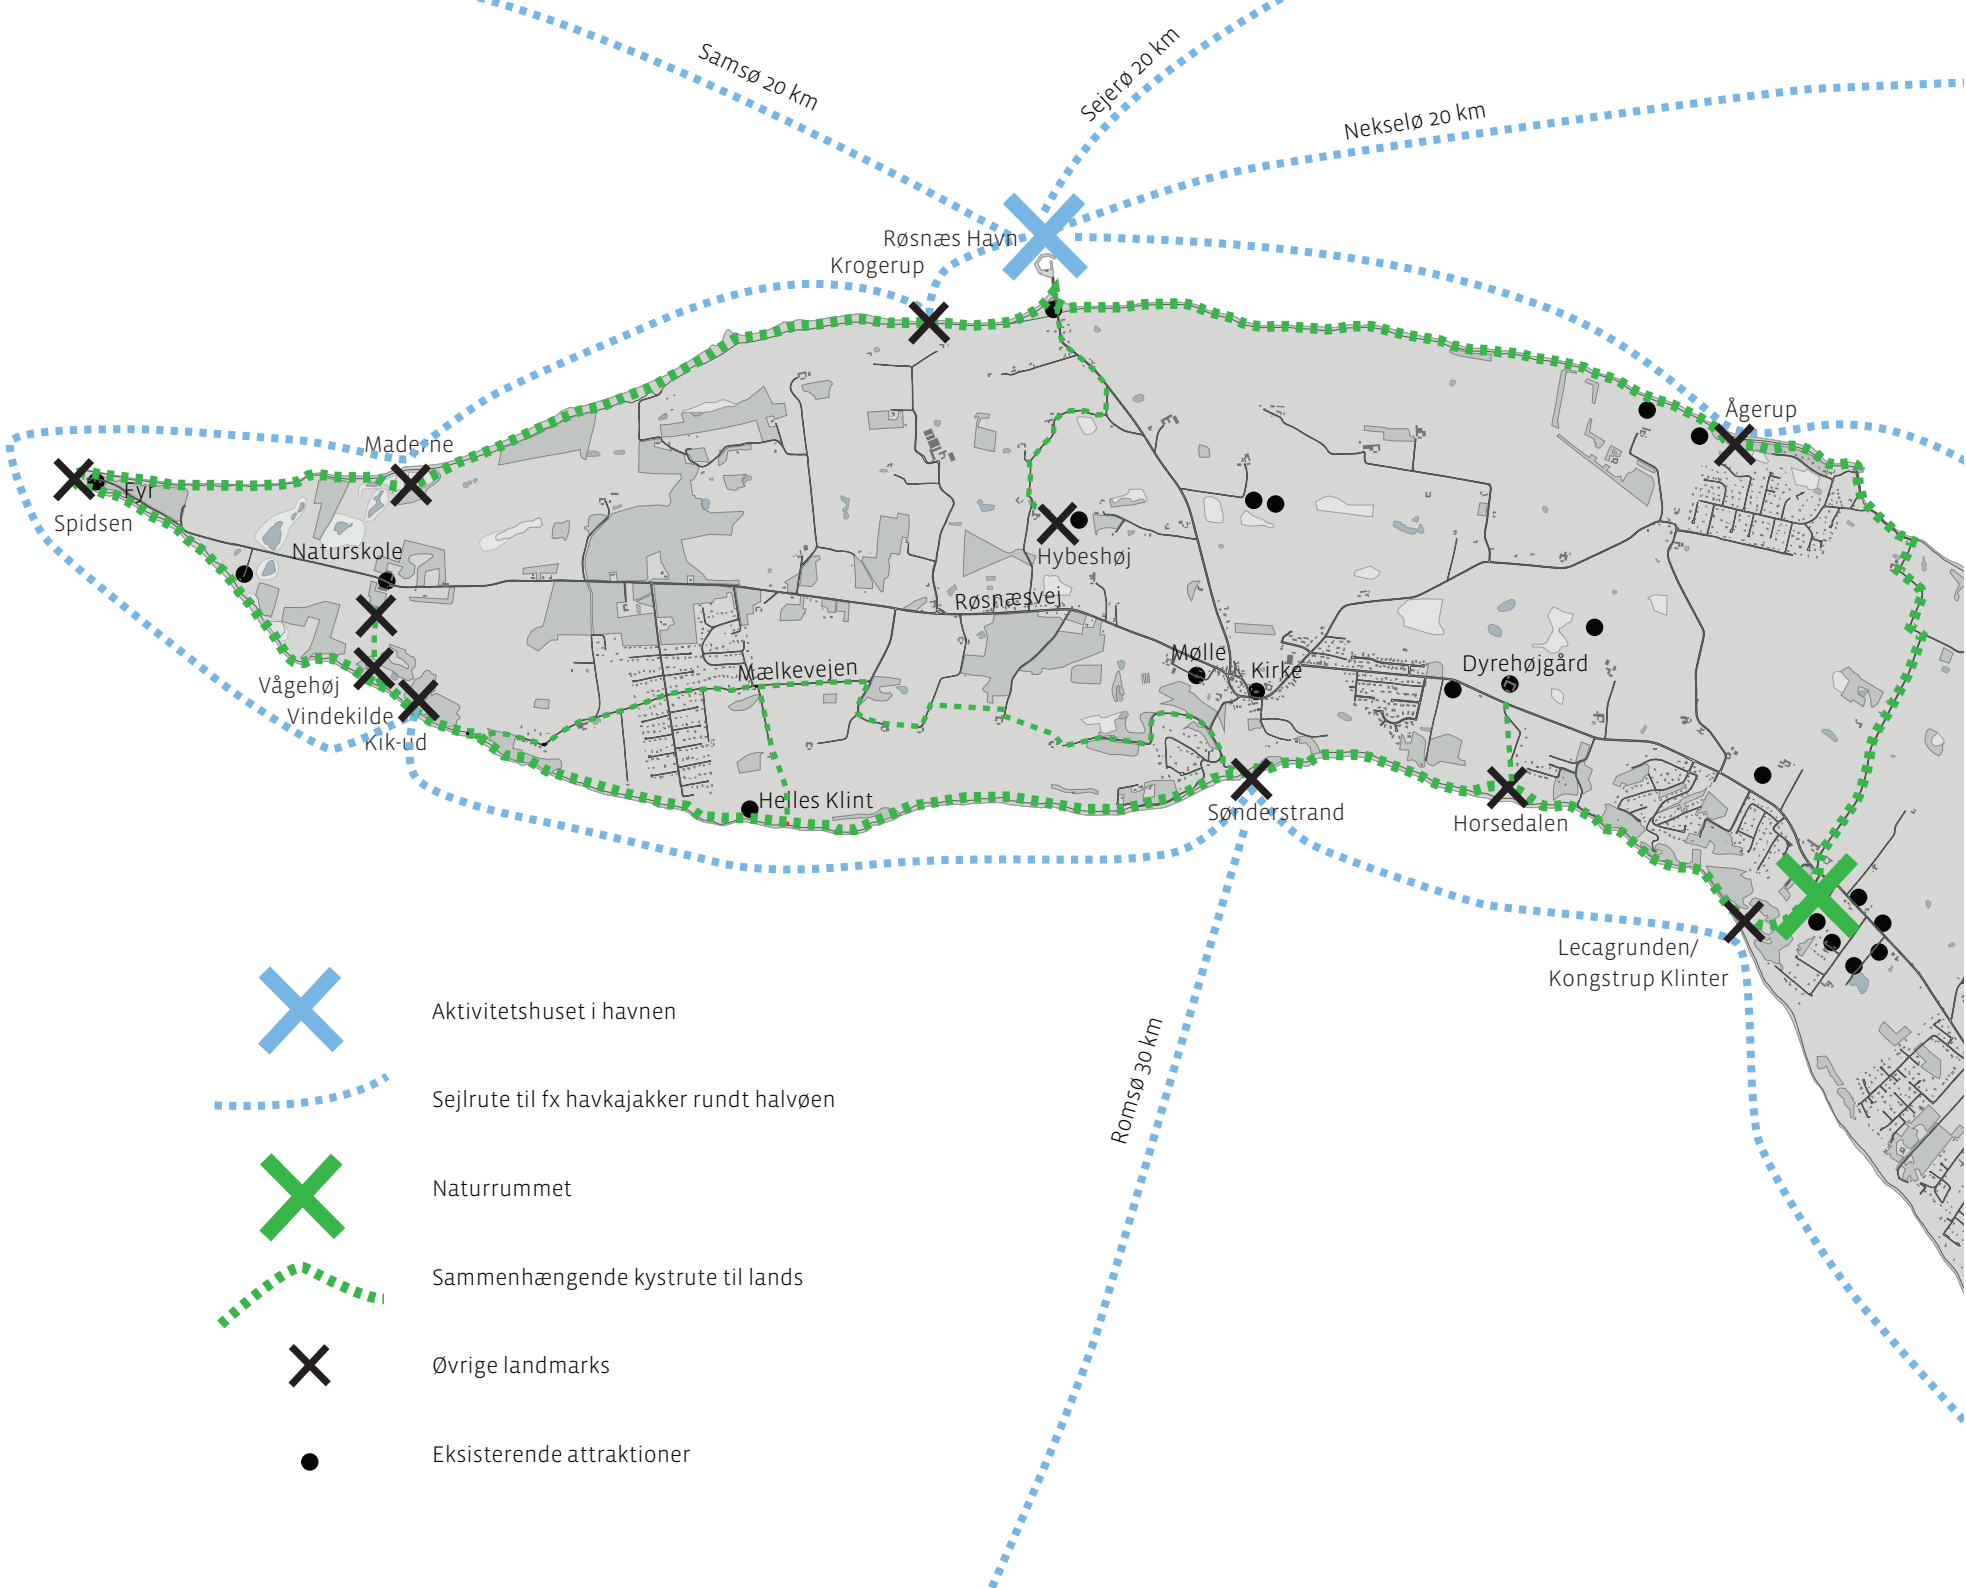 Samsø 20 km
Sejerø 20 km
Nekselø 20 km
Røsnæs Havn
Krogerup
Ågerup
Maderne
Fyr
Spidsen
Naturskole
Hybeshøj
Røsnæsvej
Mølle
Kirke
Dyrehøjgård
Mælkevejen
Vågehøj
Vindekilde
Kik-ud
Helles Klint
Sønderstrand
Horsedalen
Lecagrunden/
Kongstrup Klinter
Romsø 30 km
Aktivitetshuset i havnen
Sejlrute til fx havkajakker rundt halvøen
Naturrummet
Sammenhængende kystrute til lands
Øvrige landmarks
Eksisterende attraktioner